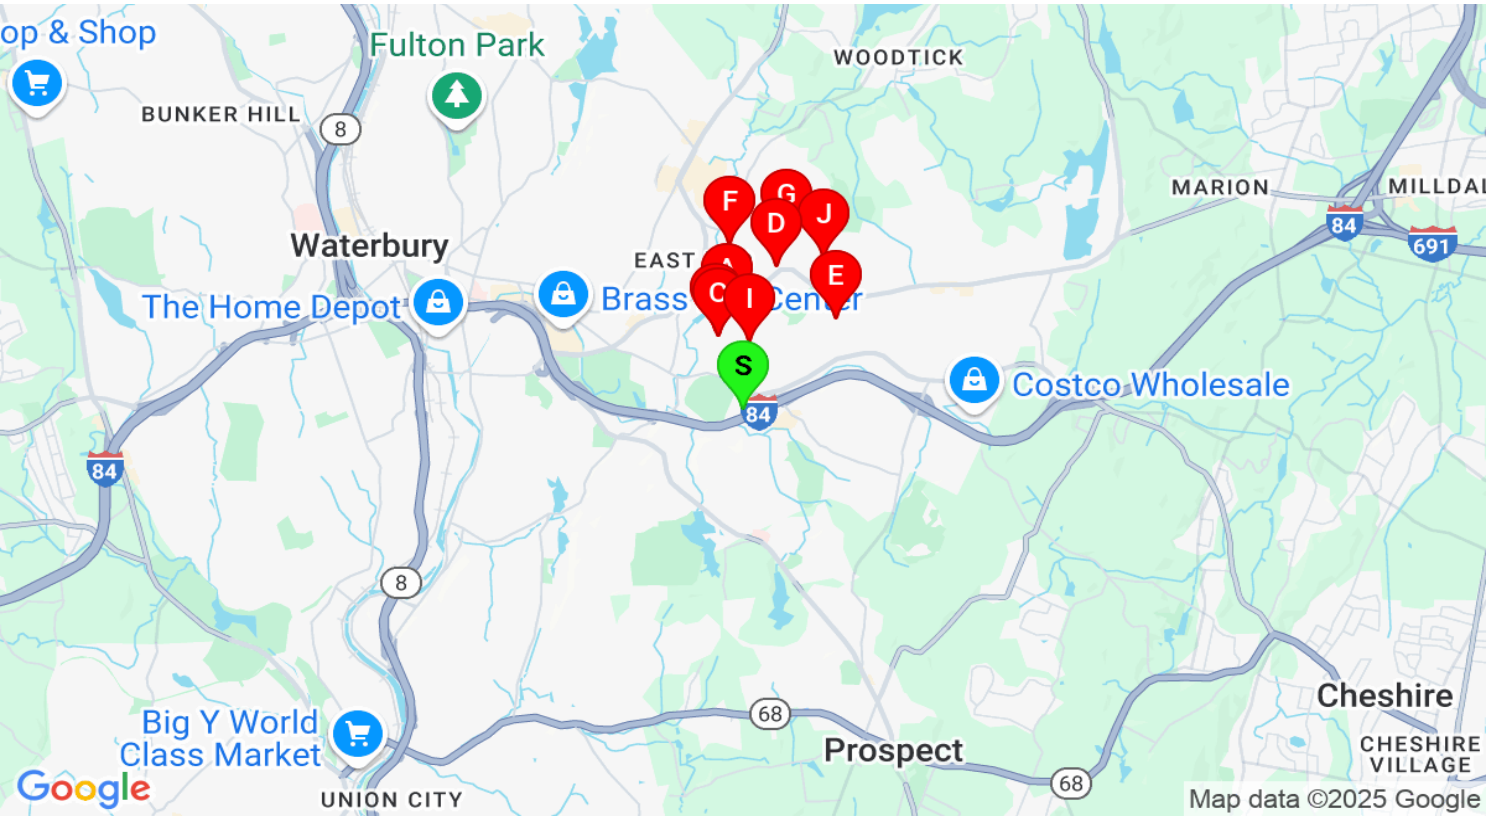 op & Shop
Fulton Park
WOODTICK
BUNKER HILL
8
MARION
MILLDAL
F
G
J
D
84
691
Waterbury
EAST
A
E
C
I
The Home Depot
Brass
Center
S
Costco Wholesale
84
84
8
Big Y World
Class Market
68
Prospect
Cheshire
CHESHIRE
VILLAGE
68
Google
UNION CITY
Map data ©2025 Google